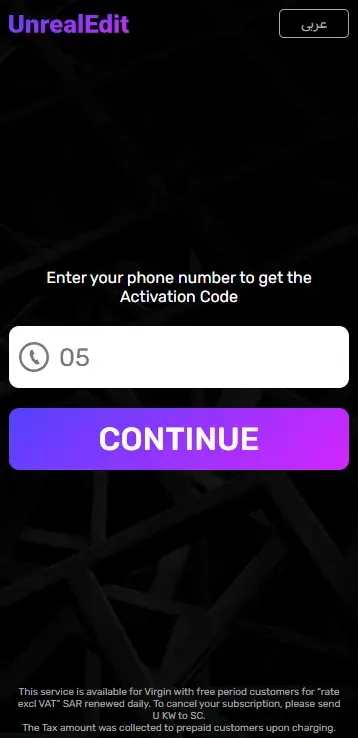 UnrealEdit
عربى
Enter your phone number to get the
Activation Code
05
CONTINUE
This service is available for Virgin with free period customers for “rate
excl VAT” SAR renewed daily. To cancel your subscription, please send
U KW to SC.
The Tax amount was collected to prepaid customers upon charging.